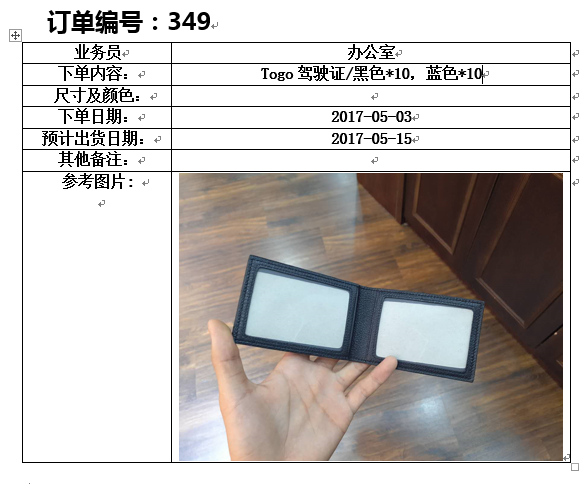 订单编号：349
业务员 办公室
下单内容： Togo 驾驶证/黑色*10，蓝色*10
尺寸及颜色：
下单日期： 2017-05-03
预计出货日期： 2017-05-15
其他备注：
参考图片：